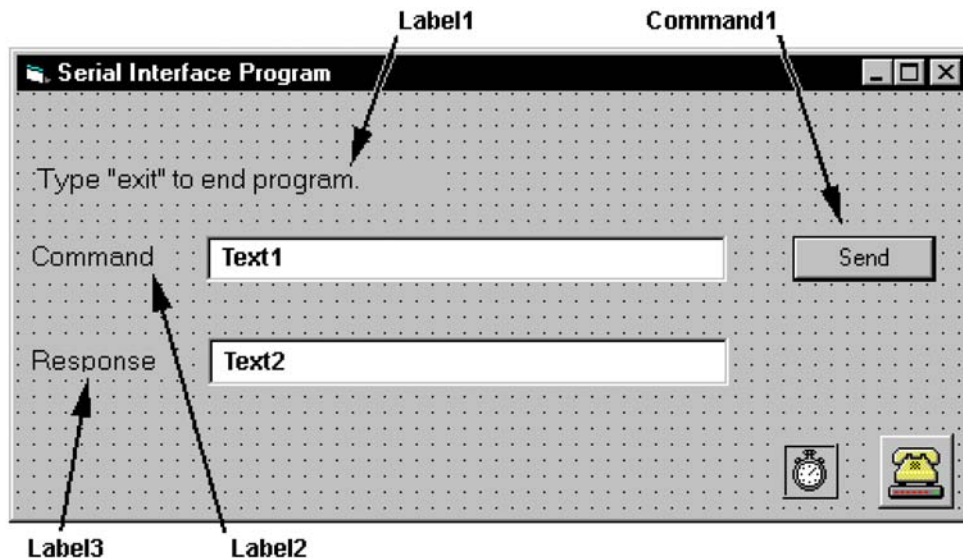 Label1 Command1
Serial Interface Program
Type "exit" to end program.
Command Text1 Send
Response Text2
Label3 Label2